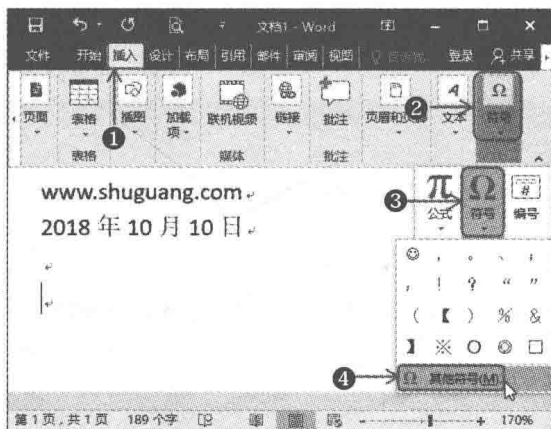 文档1 - Word
文件 开始 插入 设计 布局 引用 邮件 审阅 视图 登录 共享
页面 表格 插图 加载项 联机视频 链接 批注 页眉和页脚 文本 符号
❶ ❷
表格 媒体 批注
www.shuguang.com
2018 年 10 月 10 日
❸ π 公式 Ω 符号 # 编号
☺ , 。 、 ；
， ！ ？ “ ”
（ 【 ） % &
】 ※ ○ ◎ □
❹ Ω 其他符号(M)
第 1 页，共 1 页 189 个字 170%